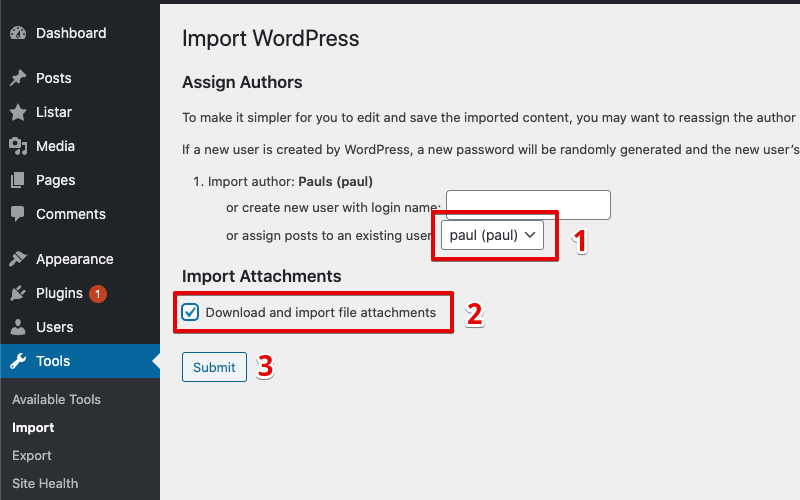 Dashboard
Posts
Listar
Media
Pages
Comments
Appearance
Plugins 1
Users
Tools
Available Tools
Import
Export
Site Health
Import WordPress
Assign Authors
To make it simpler for you to edit and save the imported content, you may want to reassign the author
If a new user is created by WordPress, a new password will be randomly generated and the new user's
1. Import author: Pauls (paul)
or create new user with login name:
or assign posts to an existing user paul (paul) 1
Import Attachments
Download and import file attachments 2
Submit 3